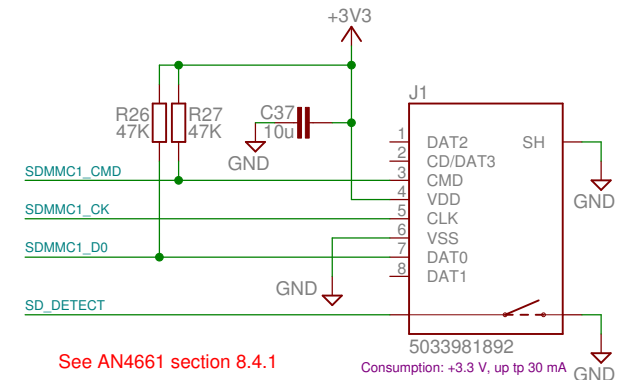 +3V3
J1
R26
47K
R27
47K
C37
10u
GND
1 DAT2
SH
2 CD/DAT3
SDMMC1_CMD
3 CMD
4 VDD
GND
SDMMC1_CK
5 CLK
6 VSS
SDMMC1_D0
7 DAT0
8 DAT1
GND
SD_DETECT
5033981892
See AN4661 section 8.4.1
Consumption: +3.3 V, up tp 30 mA
GND